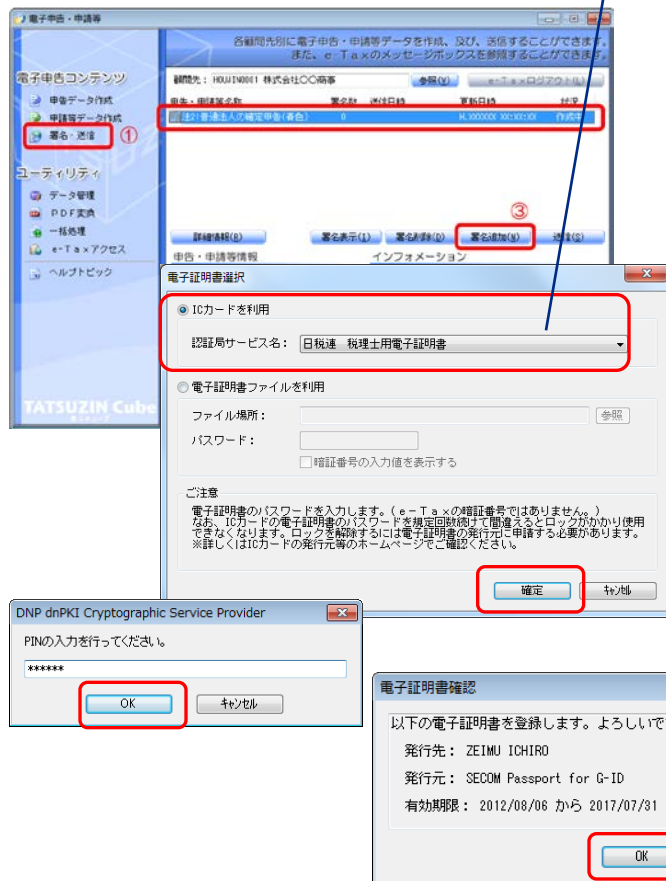 電子申告・申請等
各顧問先別に電子申告・申請等データを作成、及び、送信することができます。
また、e-Taxのメッセージボックスを参照することができます。
電子申告コンテンツ
申告データ作成
申請等データ作成
署名・送信 ①
ユーティリティ
データ管理
PDF変換
一括処理
e-Taxアクセス
ヘルプトピック
TATSUZIN Cube
顧問先: HOUJIN0001 株式会社〇〇商事 参照(Y) e-Taxログアウト(L)
申告・申請等名称 署名数 送信日時 更新日時 状況
法21普通法人の確定申告(青色) 0 H.XXXXXX XX:XX:XX 作成中
③
詳細情報(R) 署名表示(I) 署名削除(D) 署名追加(N) 送信(S)
申告・申請等情報 インフォメーション
電子証明書選択
ICカードを利用
認証局サービス名: 日税連 税理士用電子証明書
電子証明書ファイルを利用
ファイル場所: 参照
パスワード:
暗証番号の入力値を表示する
ご注意
電子証明書のパスワードを入力します。(e-Taxの暗証番号ではありません。)
なお、ICカードの電子証明書のパスワードを規定回数続けて間違えるとロックがかかり使用
できなくなります。ロックを解除するには電子証明書の発行元に申請する必要があります。
※詳しくはICカードの発行元等のホームページでご確認ください。
確定 キャンセル
DNP dnPKI Cryptographic Service Provider
PINの入力を行ってください。
******
OK キャンセル
電子証明書確認
以下の電子証明書を登録します。よろしいで
発行先: ZEIMU ICHIRO
発行元: SECOM Passport for G-ID
有効期限: 2012/08/06 から 2017/07/31
OK